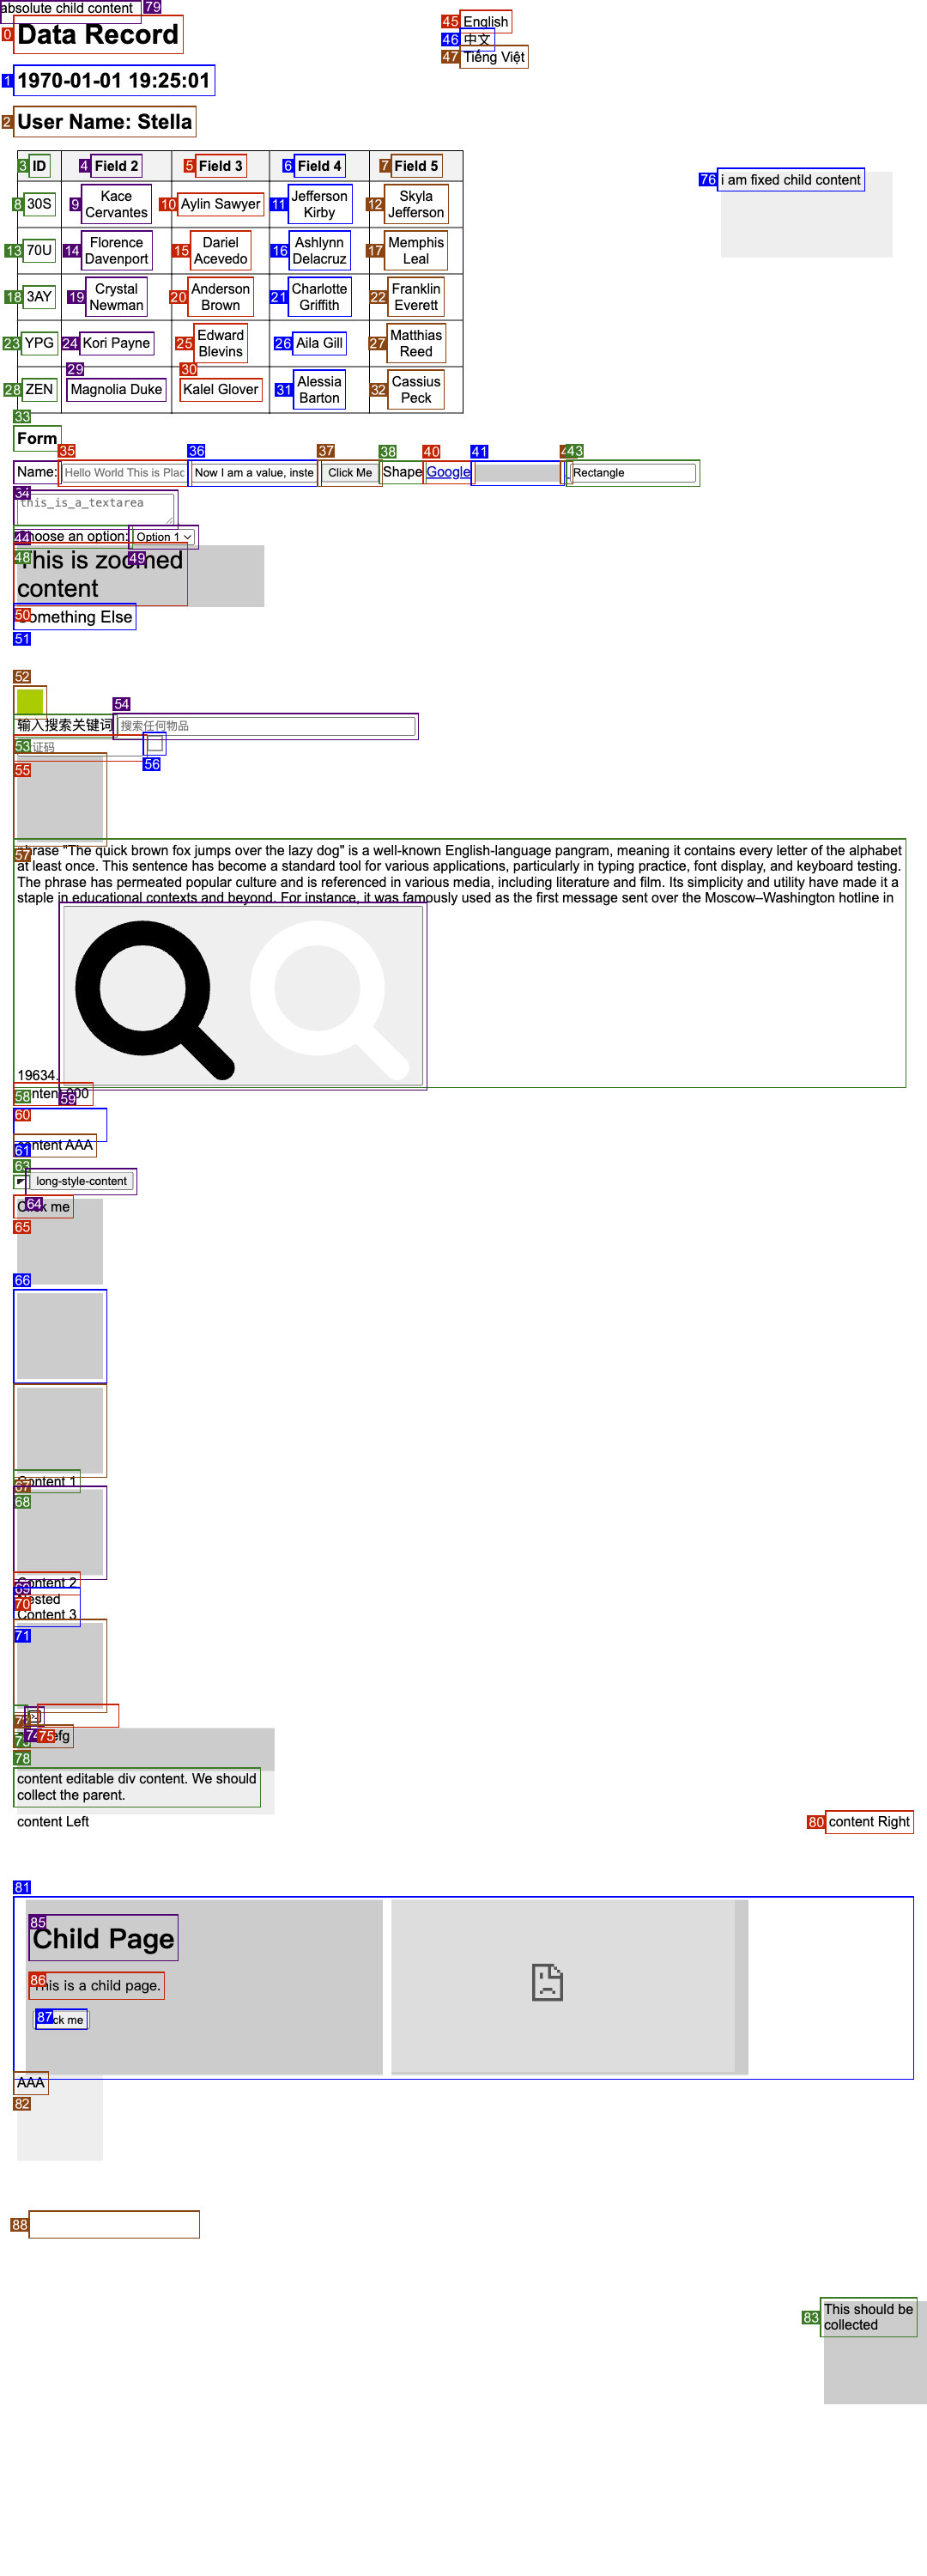 absolute child content 79
0 Data Record
45 English
46 中文
47 Tiếng Việt
1 1970-01-01 19:25:01
2 User Name: Stella
3 ID 4 Field 2 5 Field 3 6 Field 4 7 Field 5
76 i am fixed child content
8 30S 9 Kace Cervantes 10 Aylin Sawyer 11 Jefferson Kirby 12 Skyla Jefferson
13 70U 14 Florence Davenport 15 Dariel Acevedo 16 Ashlynn Delacruz 17 Memphis Leal
18 3AY 19 Crystal Newman 20 Anderson Brown 21 Charlotte Griffith 22 Franklin Everett
23 YPG 24 Kori Payne 25 Edward Blevins 26 Aila Gill 27 Matthias Reed
28 ZEN 29 Magnolia Duke 30 Kalel Glover 31 Alessia Barton 32 Cassius Peck
33
Form
35 36 37 38 40 41 43
Name: Hello World This is Plac Now I am a value, inste Click Me Shape Google Rectangle
34
this_is_a_textarea
44 hoose an option: Option 1
48 This is zoomed 49
content
50 omething Else
51
52
54
输入搜索关键词 搜索任何物品
53 证码
55 56
57
phrase "The quick brown fox jumps over the lazy dog" is a well-known English-language pangram, meaning it contains every letter of the alphabet
at least once. This sentence has become a standard tool for various applications, particularly in typing practice, font display, and keyboard testing.
The phrase has permeated popular culture and is referenced in various media, including literature and film. Its simplicity and utility have made it a
staple in educational contexts and beyond. For instance, it was famously used as the first message sent over the Moscow–Washington hotline in
19634.
58 59
60
content AAA
61
63
long-style-content
64
Click me
65
66
Content 1
67
68
Content 2
69
70 ested
Content 3
71
74 75 efg
78
content editable div content. We should
collect the parent.
content Left 80 content Right
81
85
Child Page
86 his is a child page.
87 ck me
AAA
82
88
83 This should be
collected